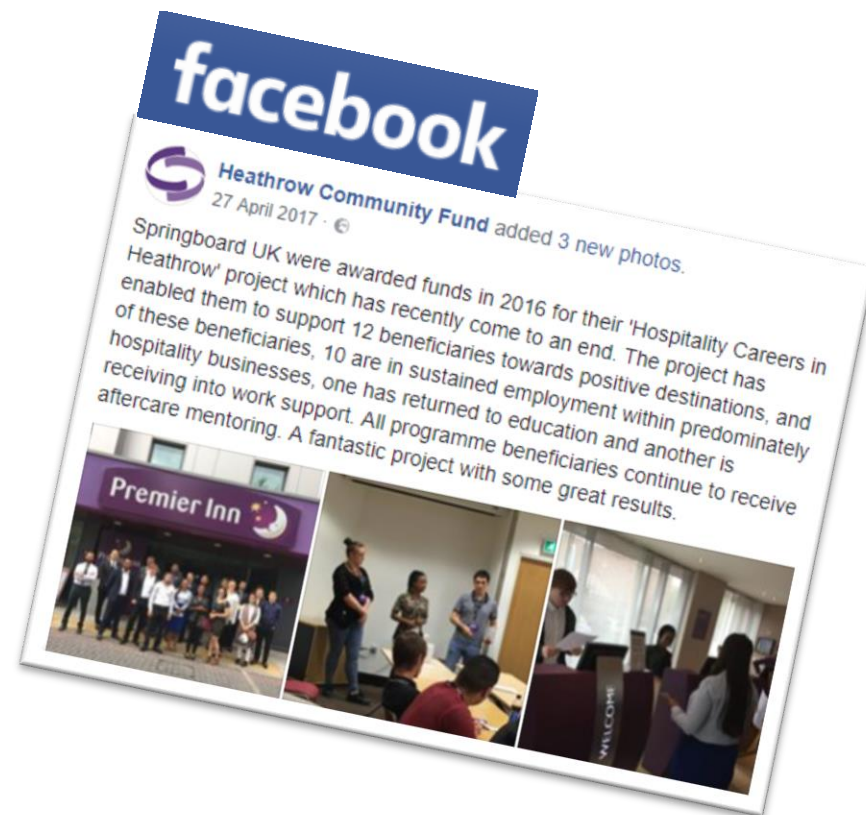 facebook
Heathrow Community Fund added 3 new photos.
27 April 2017 ·
Springboard UK were awarded funds in 2016 for their 'Hospitality Careers in
Heathrow' project which has recently come to an end. The project has
enabled them to support 12 beneficiaries towards positive destinations, and
of these beneficiaries, 10 are in sustained employment within predominately
hospitality businesses, one has returned to education and another is
receiving into work support. All programme beneficiaries continue to receive
aftercare mentoring. A fantastic project with some great results.
Premier Inn
WELCOME